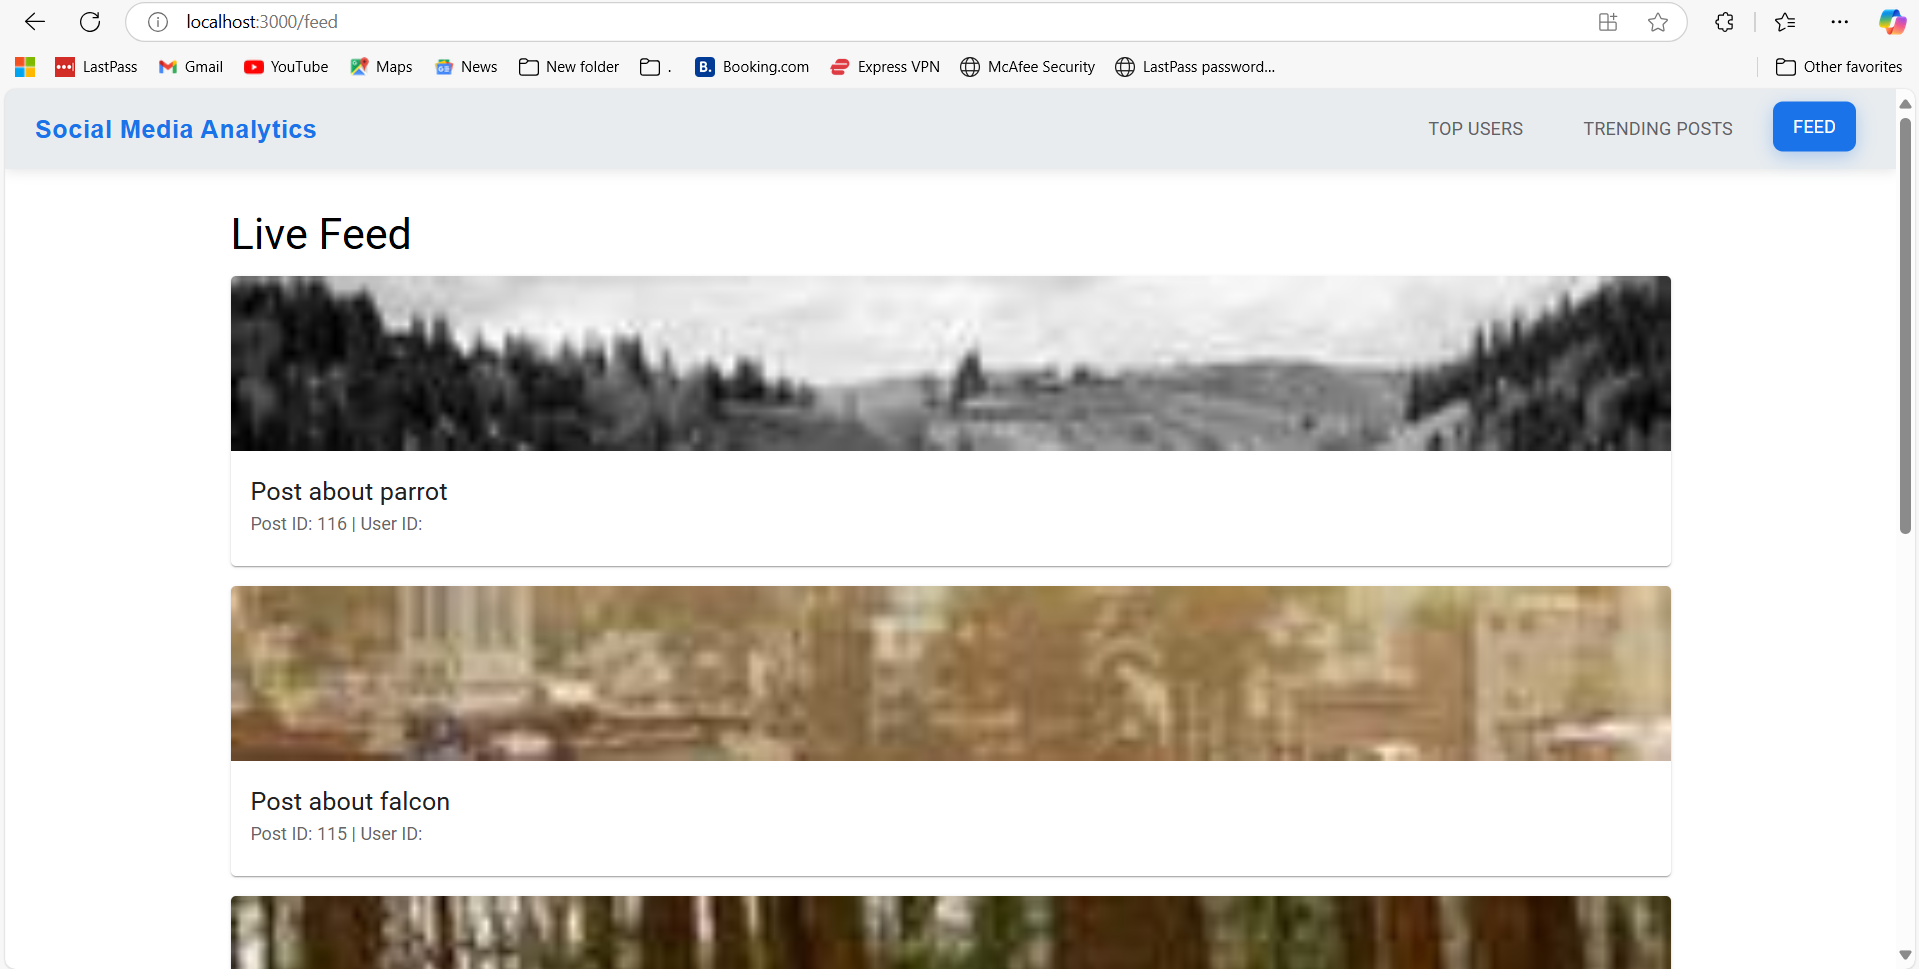 localhost:3000/feed
LastPass Gmail YouTube Maps News New folder . B. Booking.com Express VPN McAfee Security LastPass password... Other favorites
Social Media Analytics TOP USERS TRENDING POSTS FEED
Live Feed
Post about parrot
Post ID: 116 | User ID:
Post about falcon
Post ID: 115 | User ID: